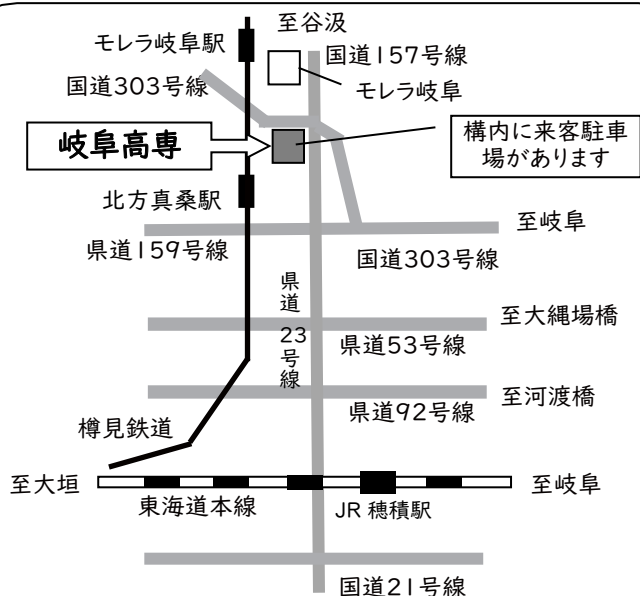 至谷汲
モレラ岐阜駅
国道157号線
国道303号線
モレラ岐阜
岐阜高専
構内に来客駐車
場があります
北方真桑駅
至岐阜
県道159号線
国道303号線
県道
23
号線
至大縄場橋
県道53号線
至河渡橋
県道92号線
樽見鉄道
至大垣
至岐阜
東海道本線
JR 穂積駅
国道21号線